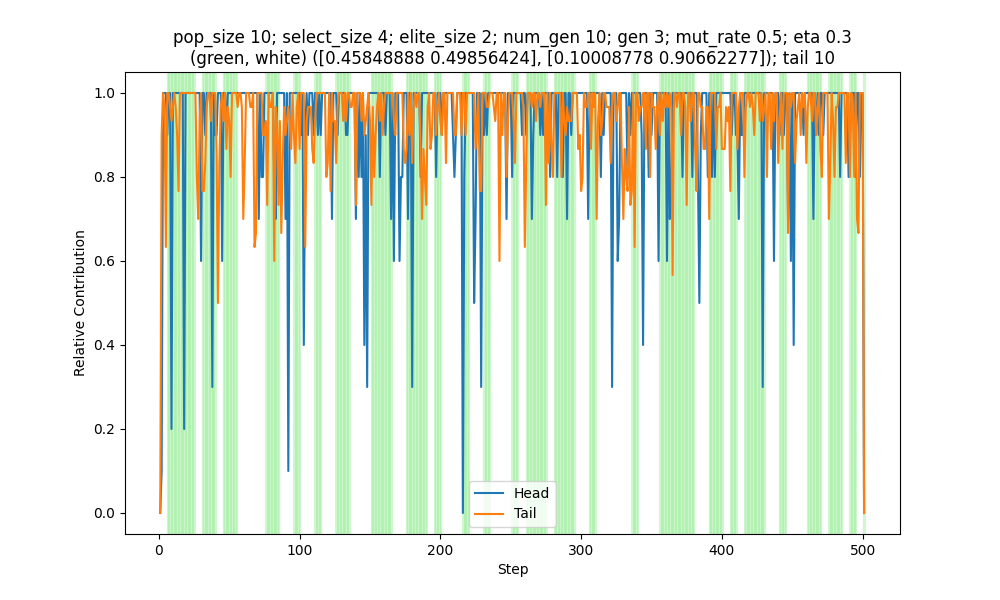 pop_size 10; select_size 4; elite_size 2; num_gen 10; gen 3; mut_rate 0.5; eta 0.3
(green, white) ([0.45848888 0.49856424], [0.10008778 0.90662277]); tail 10
1.0
0.8
0.6
0.4
0.2
0.0
Relative Contribution
Head
Tail
0 100 200 300 400 500
Step